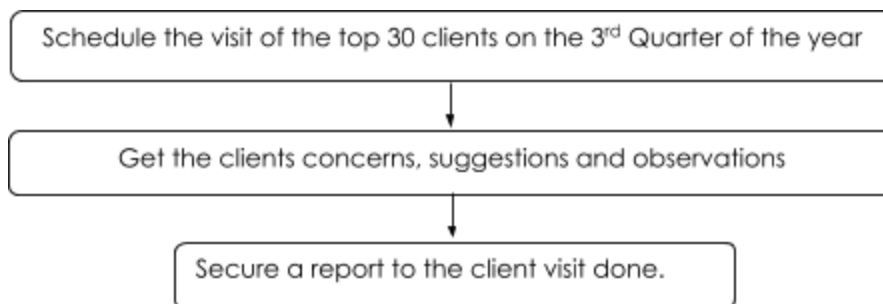 Schedule the visit of the top 30 clients on the 3rd Quarter of the year
Get the clients concerns, suggestions and observations
Secure a report to the client visit done.